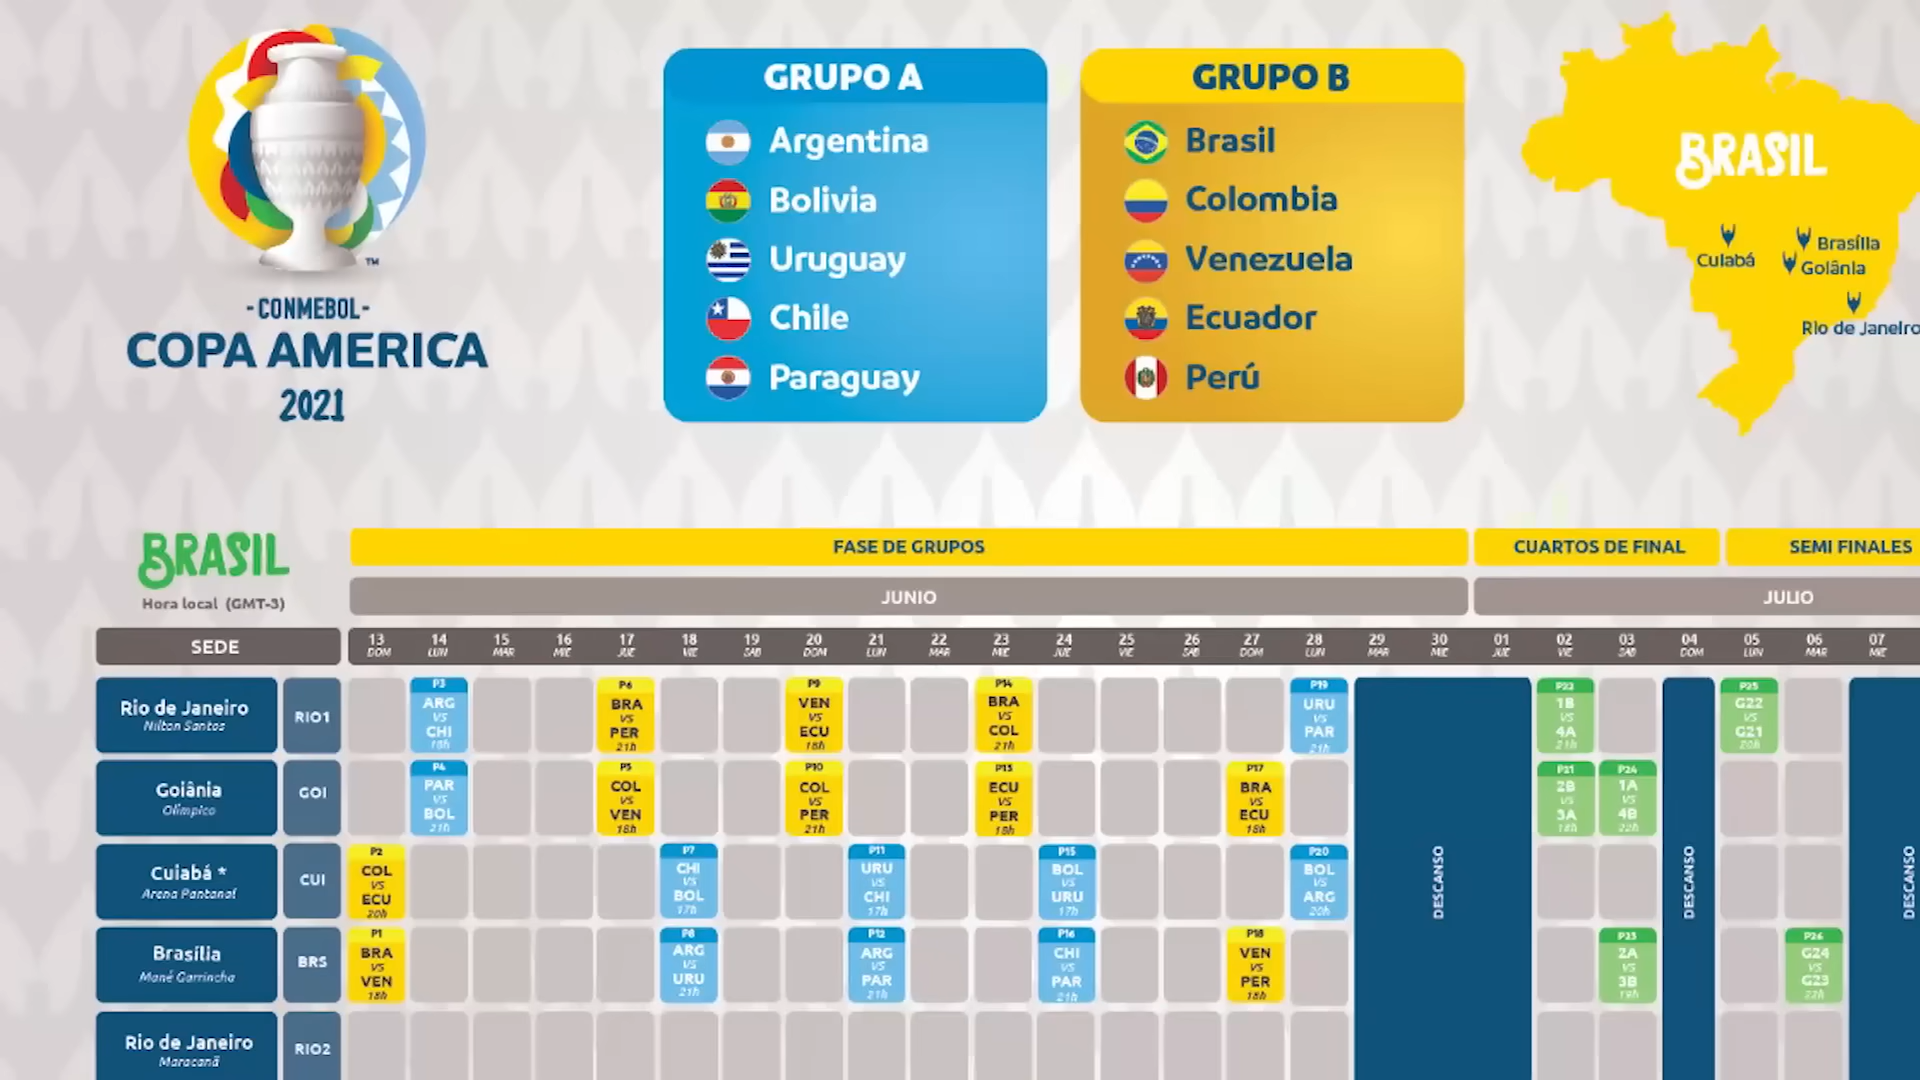 GRUPO A
Argentina
Bolivia
Uruguay
Chile
Paraguay
GRUPO B
Brasil
Colombia
Venezuela
Ecuador
Perú
BRASIL
Cuiabá
Brasília
Goiânia
Rio de Janeiro
TM
-CONMEBOL-
COPA AMERICA
2021
BRASIL
Hora local (GMT-3)
FASE DE GRUPOS
CUARTOS DE FINAL
SEMI FINALES
JUNIO
JULIO
SEDE
13 14 15 16 17 18 19 20 21 22 23 24 25 26 27 28 29 30 01 02 03 04 05 06 07
DOM LUN MAR MIE JUE VIE SAB DOM LUN MAR MIE JUE VIE SAB DOM LUN MAR MIE JUE VIE SAB DOM LUN MAR MIE
Rio de Janeiro
Nilton Santos
RIO1
P3 ARG VS CHI 18h
P6 BRA VS PER 21h
P9 VEN VS ECU 18h
P14 BRA VS COL 21h
P19 URU VS PAR 21h
P22 1B VS 4A 21h
P25 G22 VS G21 20h
Goiânia
Olímpico
GOI
P4 PAR VS BOL 21h
P5 COL VS VEN 18h
P10 COL VS PER 21h
P13 ECU VS PER 18h
P17 BRA VS ECU 18h
P21 2B VS 3A 18h
P24 1A VS 4B 22h
Cuiabá *
Arena Pantanal
CUI
P2 COL VS ECU 20h
P7 CHI VS BOL 17h
P11 URU VS CHI 17h
P15 BOL VS URU 17h
P20 BOL VS ARG 20h
DESCANSO
DESCANSO
DESCANSO
Brasília
Mané Garrincha
BRS
P1 BRA VS VEN 18h
P8 ARG VS URU 21h
P12 ARG VS PAR 21h
P16 CHI VS PAR 21h
P18 VEN VS PER 18h
P23 2A VS 3B 19h
P26 G24 VS G23 22h
Rio de Janeiro
Maracanã
RIO2